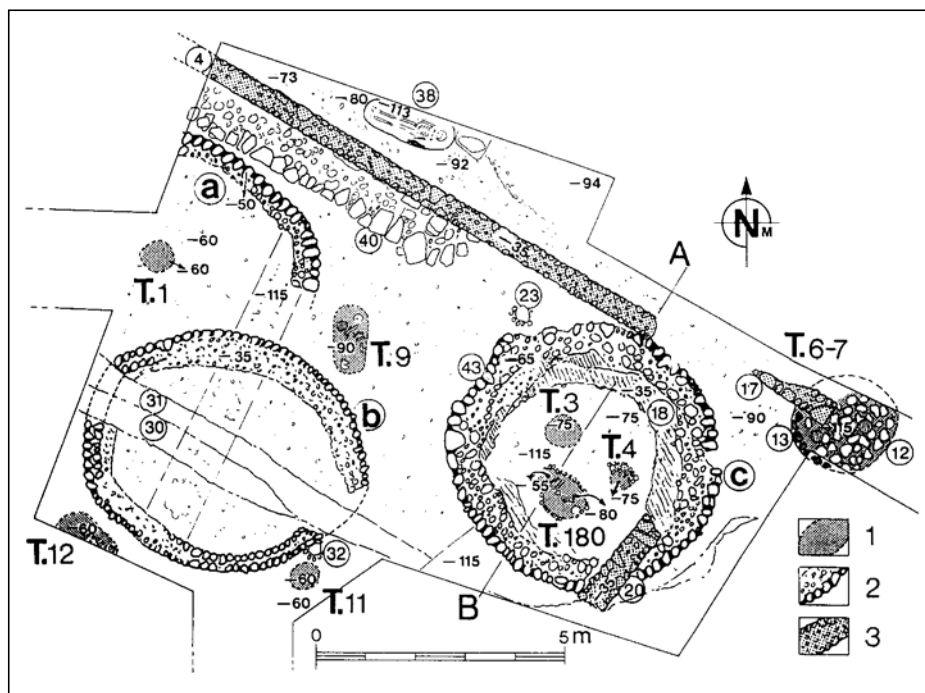 4
−73
−80
38
−113
−92
−94
a
−50
N
M
−60
−60
T.1
−115
40
−35
A
23
T.9
−90
T.6-7
−35
43
−65
35
18
−75
17
−90
31
30
b
T.3
−75
−75
13
15
12
−115
T.4
c
55
−75
−80
T.180
−60
T.12
32
−115
−60
−60
T.11
B
20
1
2
3
0
5 m